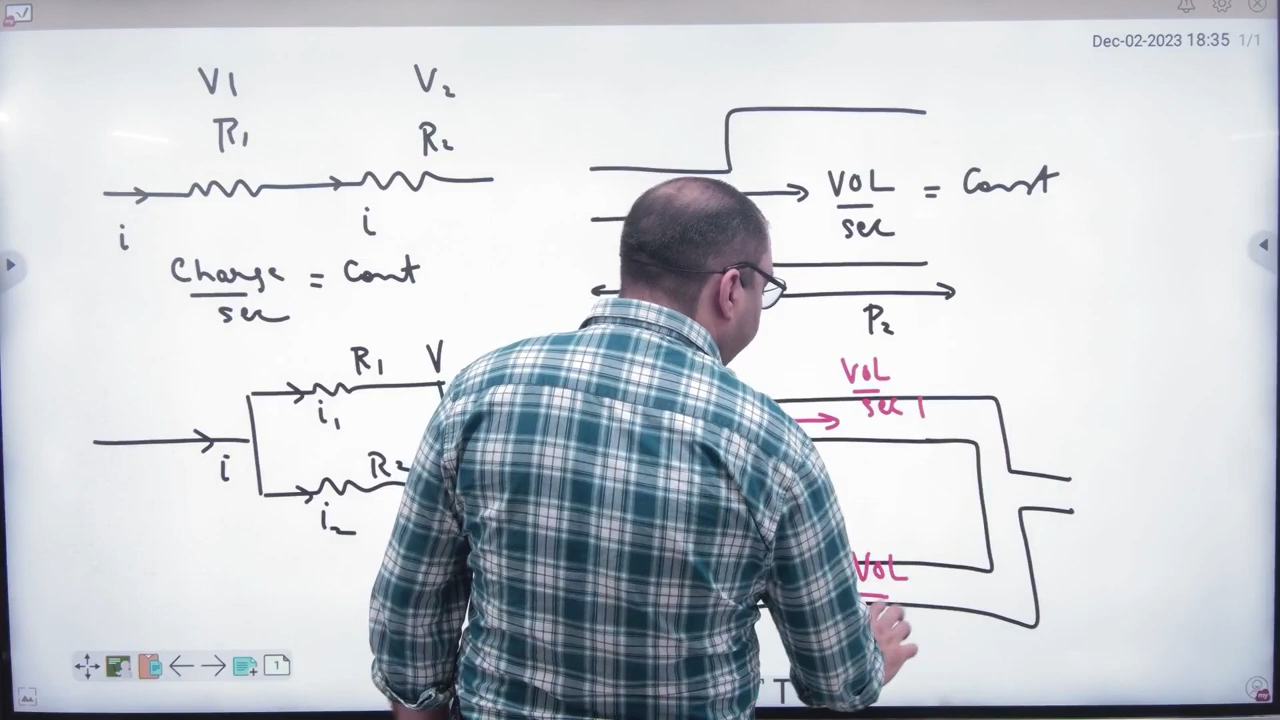 Dec-02-2023 18:35 1/1
V1 V2
R1 R2
i i
Charge/sec = Const
VOL/sec = Const
P2
R1 V
i1
i
R2
i2
VOL/sec 1
VOL
1